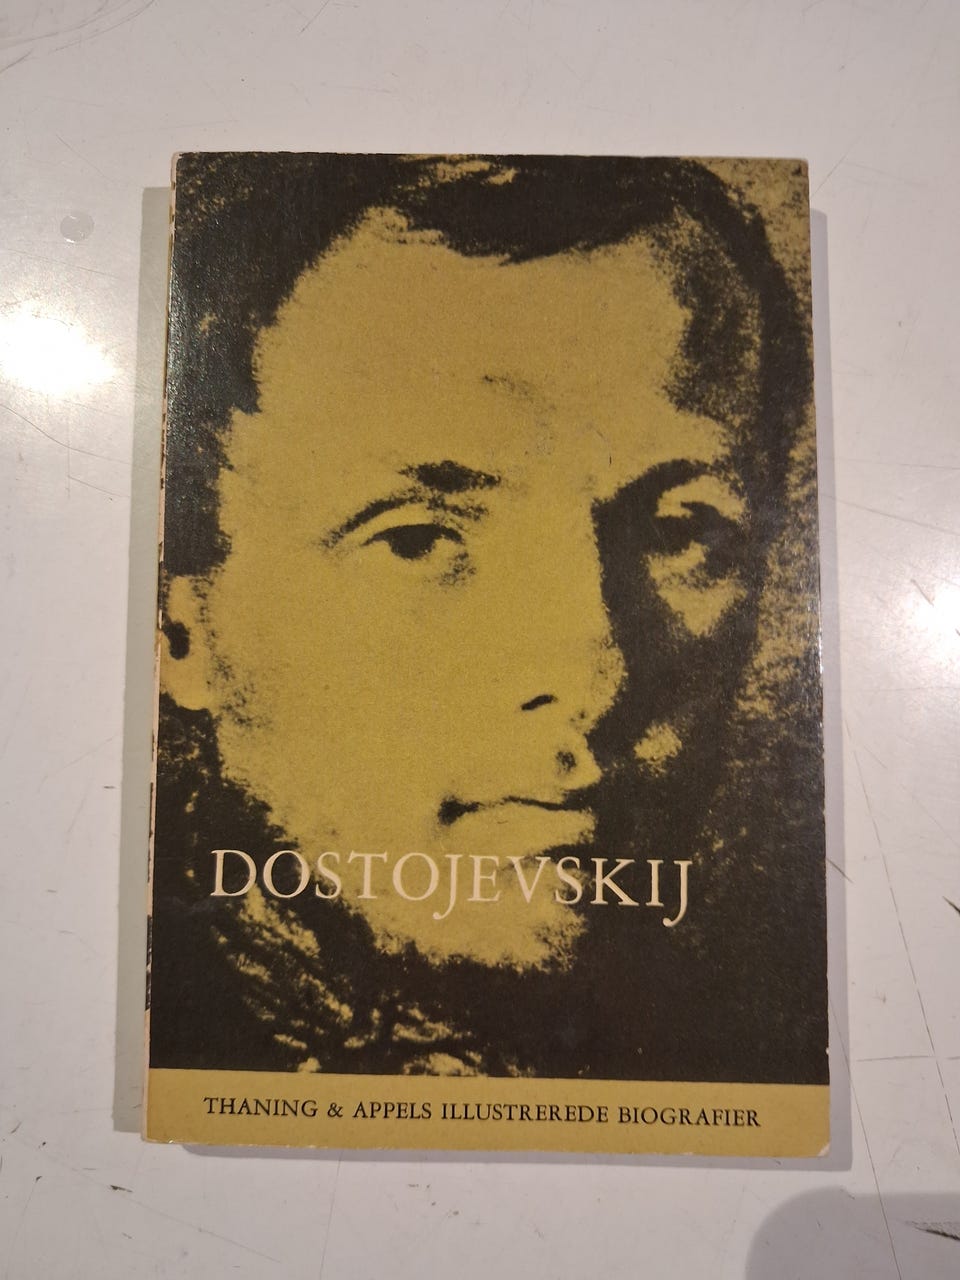 DOSTOJEVSKIJ
THANING & APPELS ILLUSTREREDE BIOGRAFIER